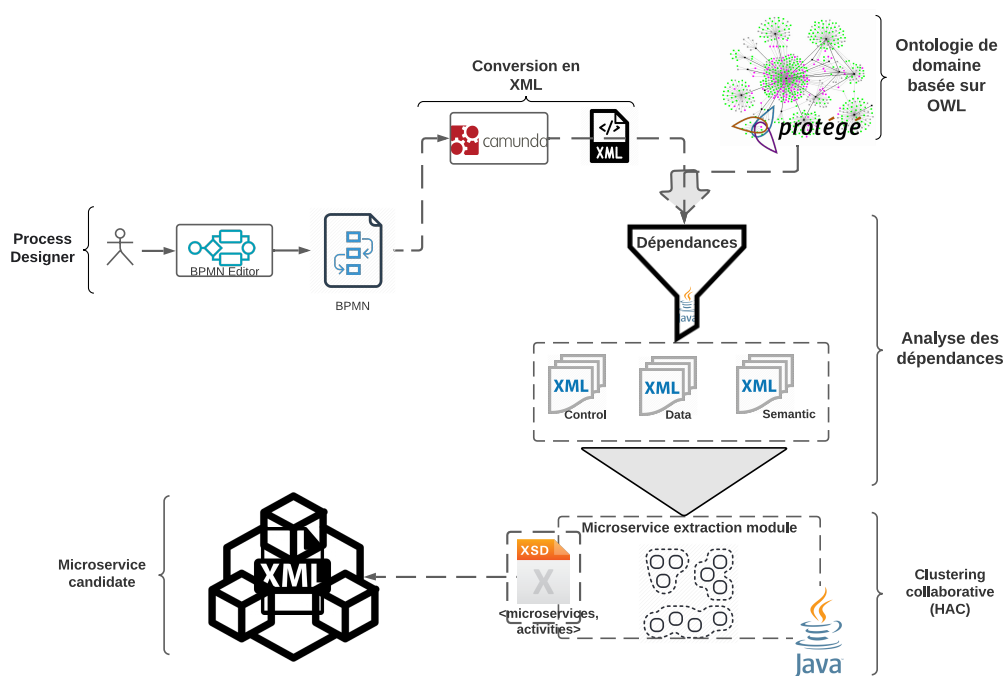 Ontologie de
domaine
basée sur
OWL
protégé
Conversion en
XML
camunda
</>
XML
Process
Designer
BPMN Editor
BPMN
Dépendances
Java
Analyse des
dépendances
XML
Control
XML
Data
XML
Semantic
Microservice extraction module
XSD
X
<microservices,
activities>
Microservice
candidate
XML
Clustering
collaborative
(HAC)
Java